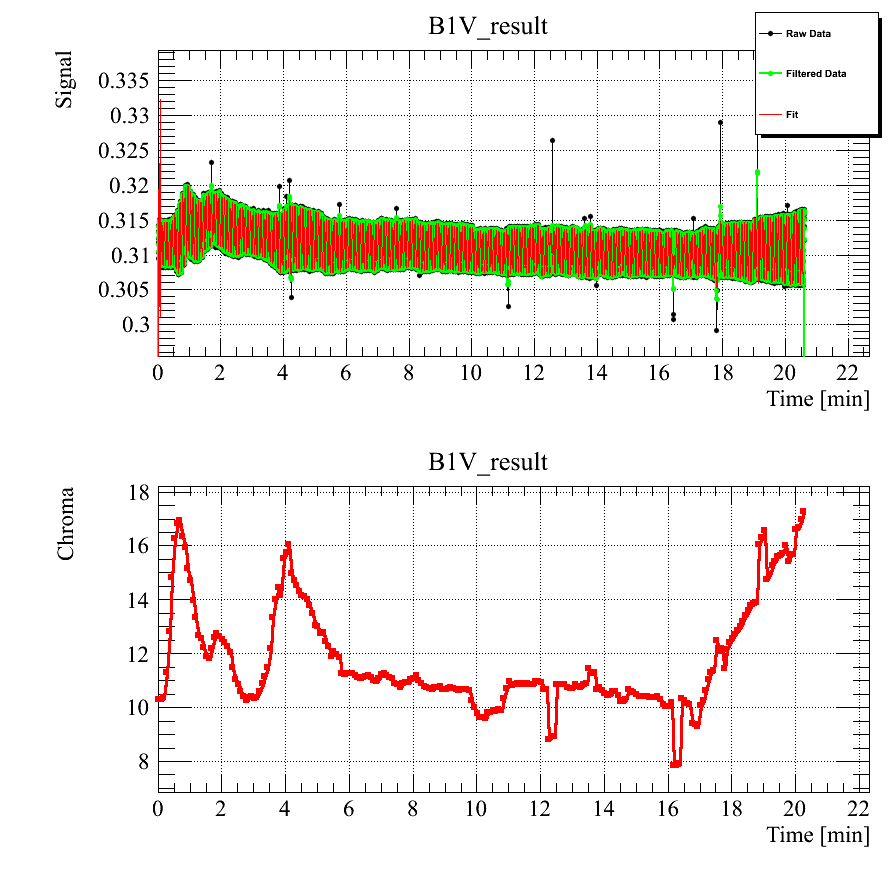 B1V_result
Raw Data
Filtered Data
Fit
Signal
0.335
0.33
0.325
0.32
0.315
0.31
0.305
0.3
0 2 4 6 8 10 12 14 16 18 20 22
Time [min]
B1V_result
Chroma
18
16
14
12
10
8
0 2 4 6 8 10 12 14 16 18 20 22
Time [min]